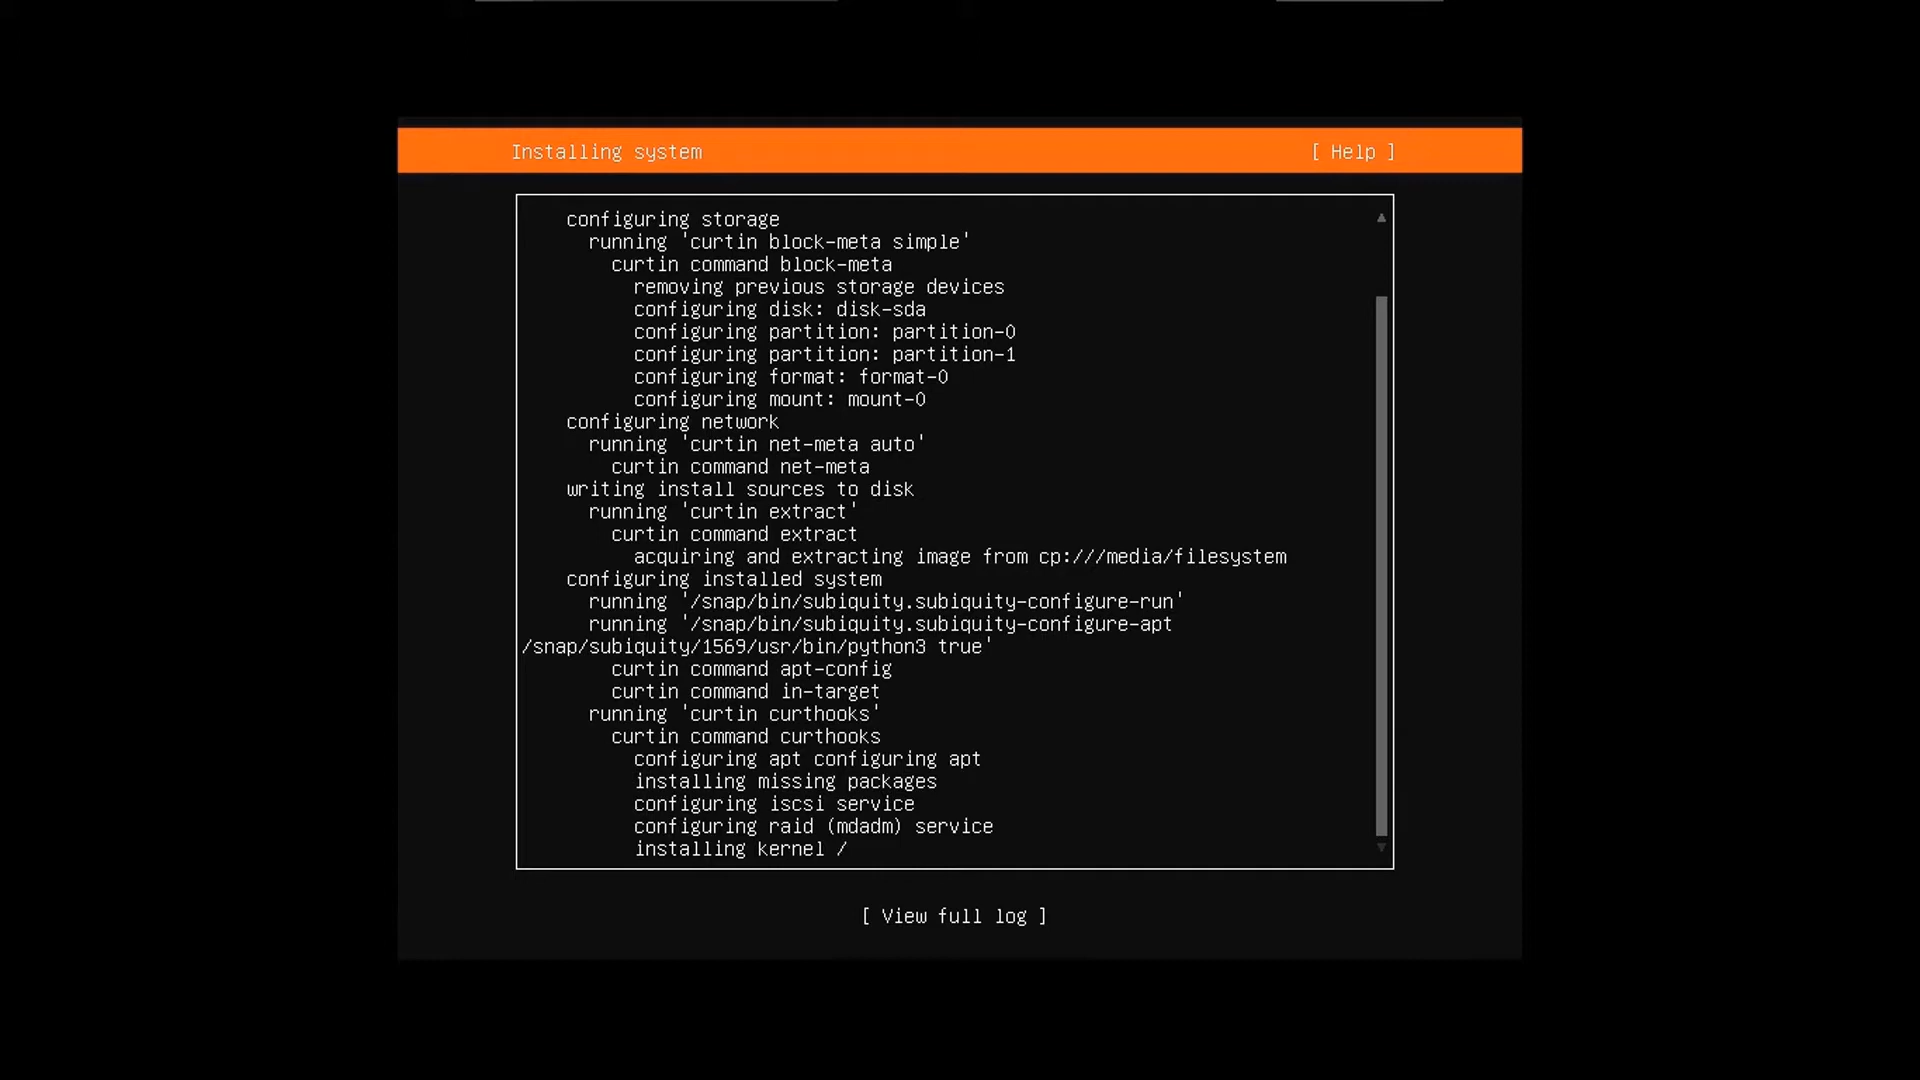 Installing system [ Help ]
configuring storage
running 'curtin block-meta simple'
curtin command block-meta
removing previous storage devices
configuring disk: disk-sda
configuring partition: partition-0
configuring partition: partition-1
configuring format: format-0
configuring mount: mount-0
configuring network
running 'curtin net-meta auto'
curtin command net-meta
writing install sources to disk
running 'curtin extract'
curtin command extract
acquiring and extracting image from cp:///media/filesystem
configuring installed system
running '/snap/bin/subiquity.subiquity-configure-run'
running '/snap/bin/subiquity.subiquity-configure-apt
/snap/subiquity/1569/usr/bin/python3 true'
curtin command apt-config
curtin command in-target
running 'curtin curthooks'
curtin command curthooks
configuring apt configuring apt
installing missing packages
configuring iscsi service
configuring raid (mdadm) service
installing kernel /
[ View full log ]